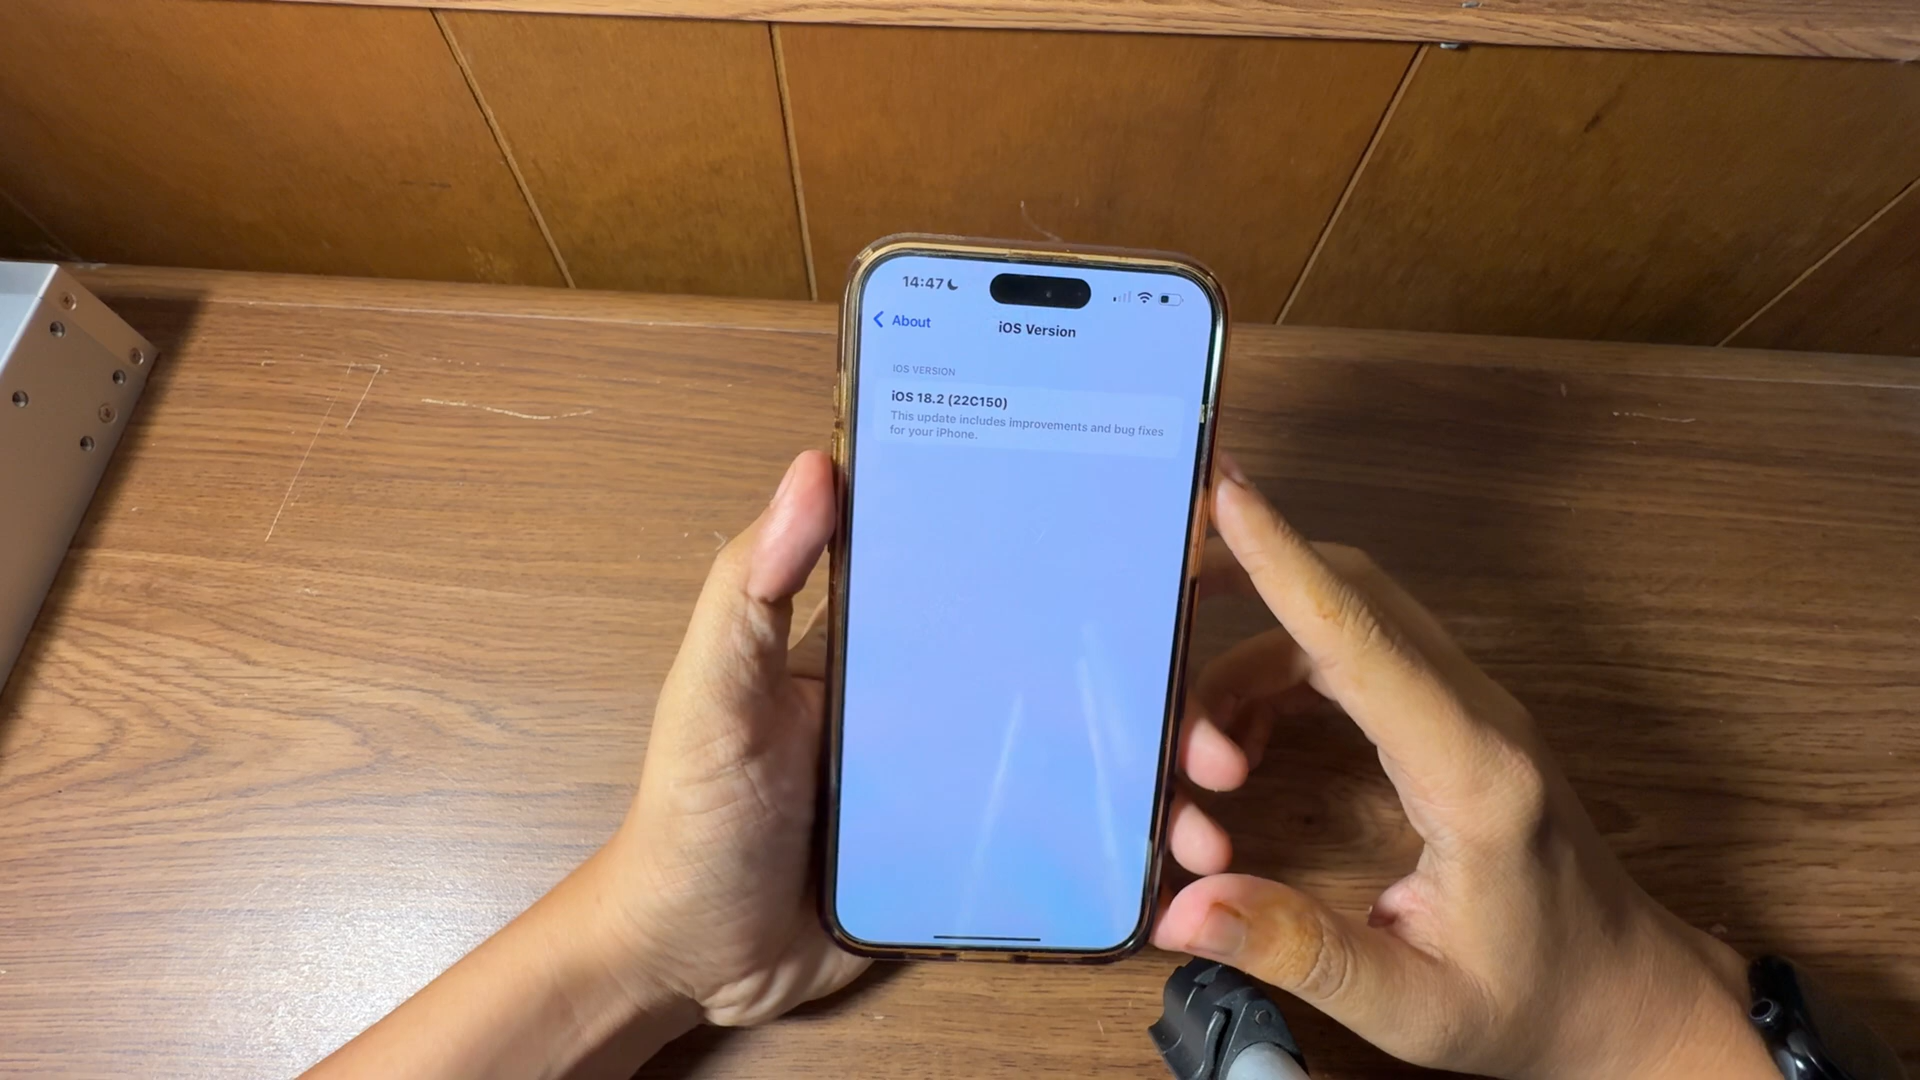 14:47
About
iOS Version
IOS VERSION
iOS 18.2 (22C150)
This update includes improvements and bug fixes
for your iPhone.